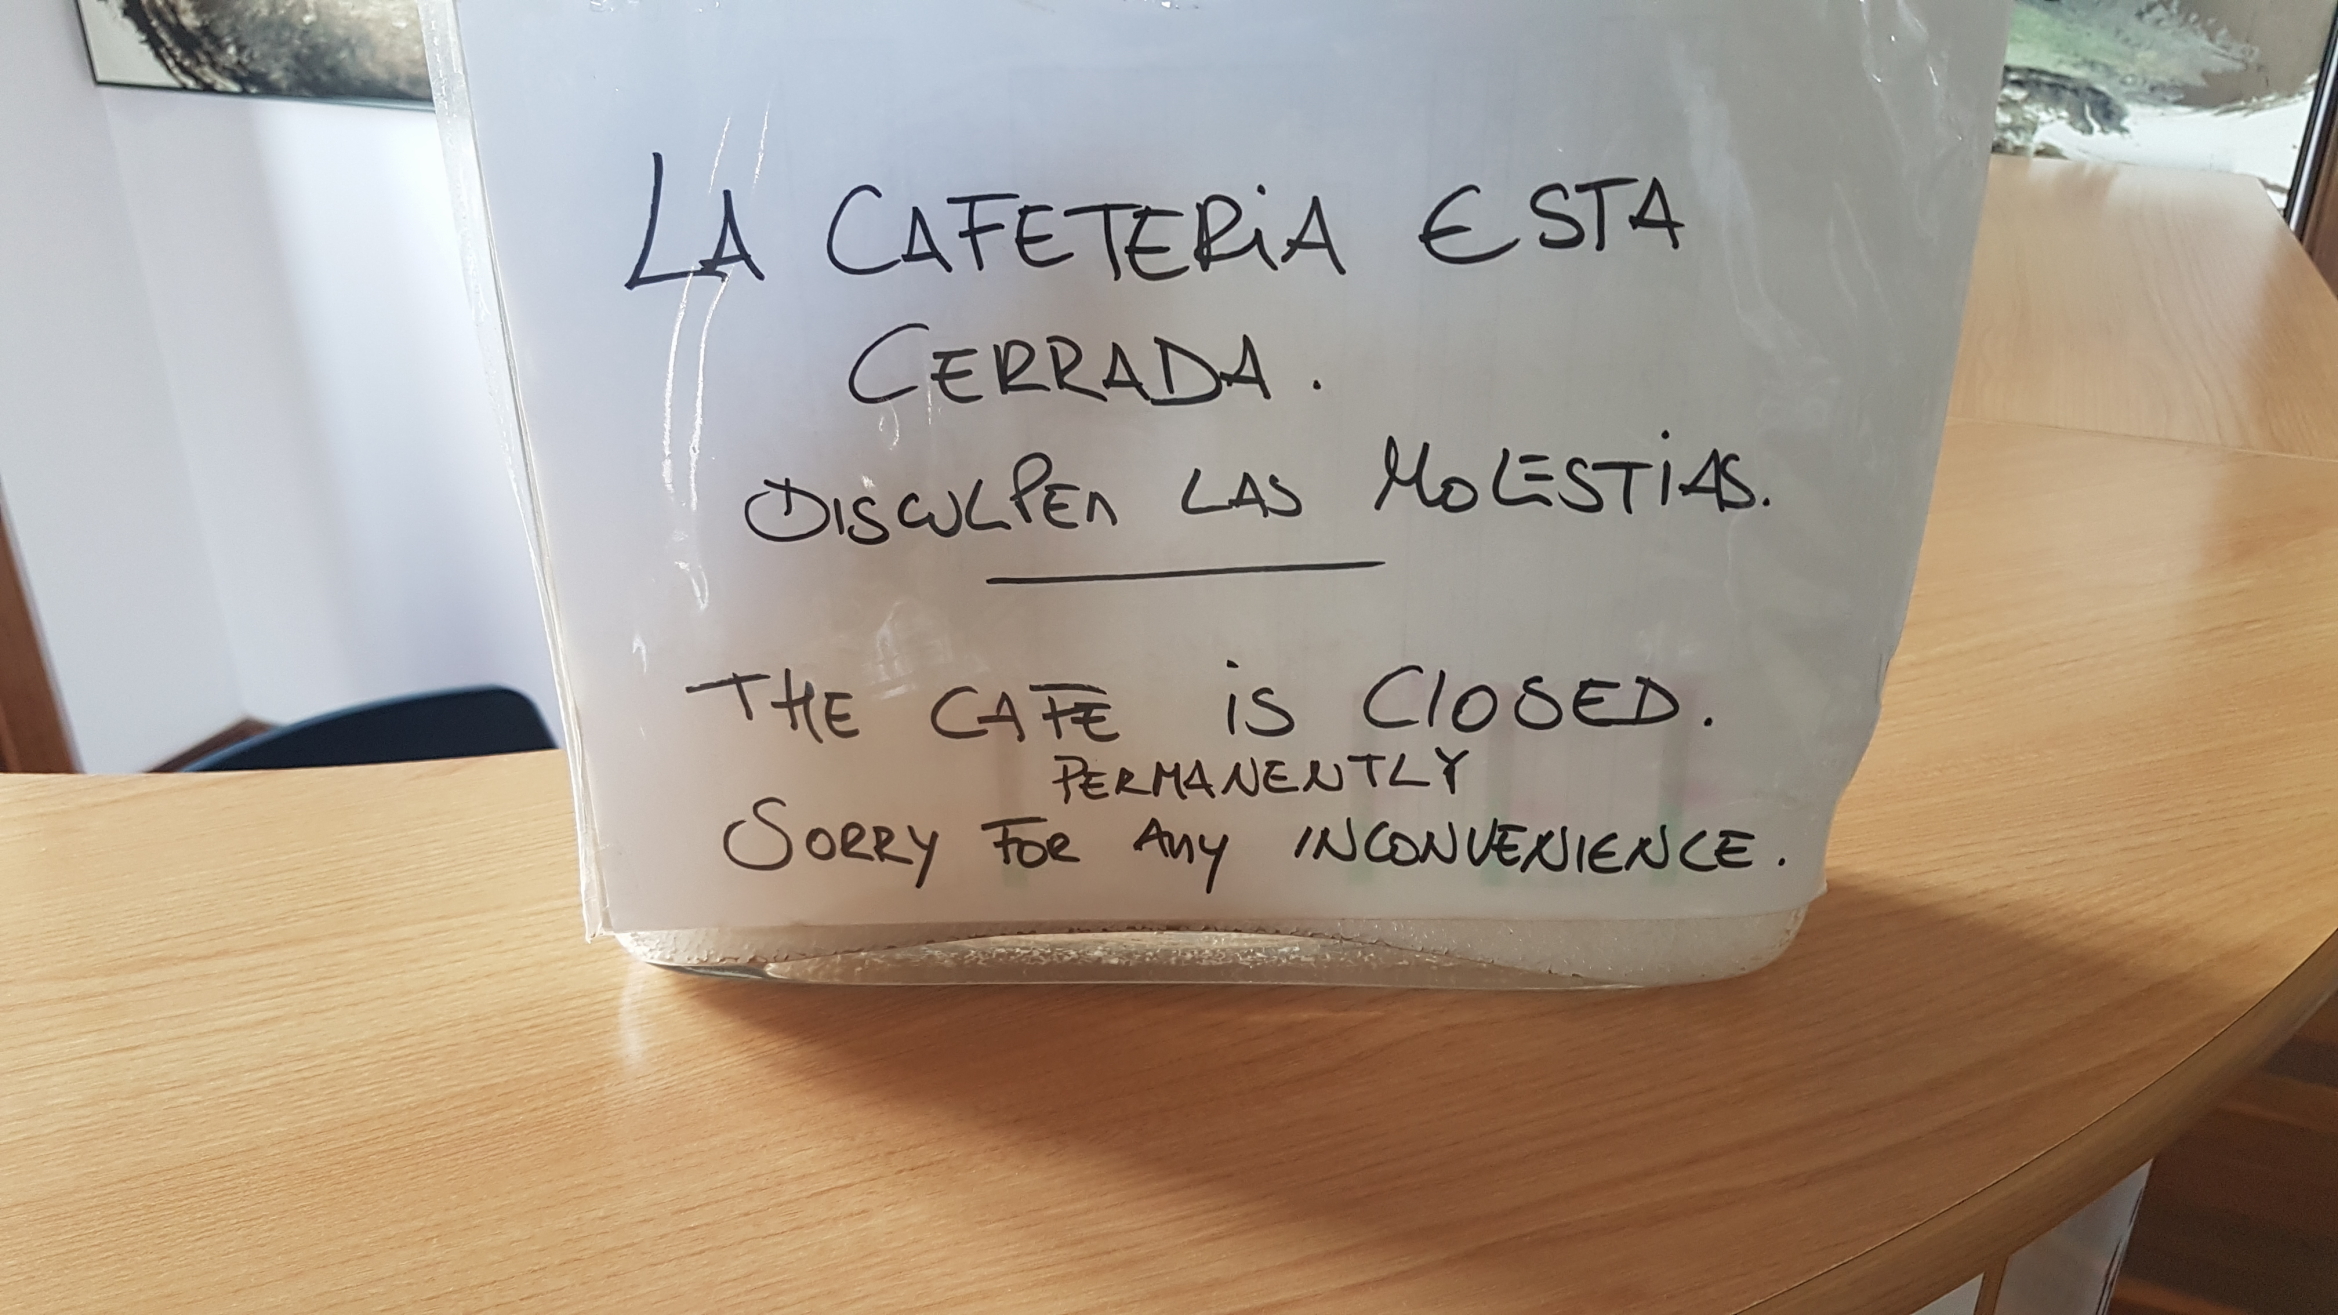 LA CAFETERiA ESTA
CERRADA.
DISCULPEN LAS MOLESTiAS.
THE CAFE iS ClOSED.
PERMANENTLY
SORRY FOR Any INCONVENIENCE.